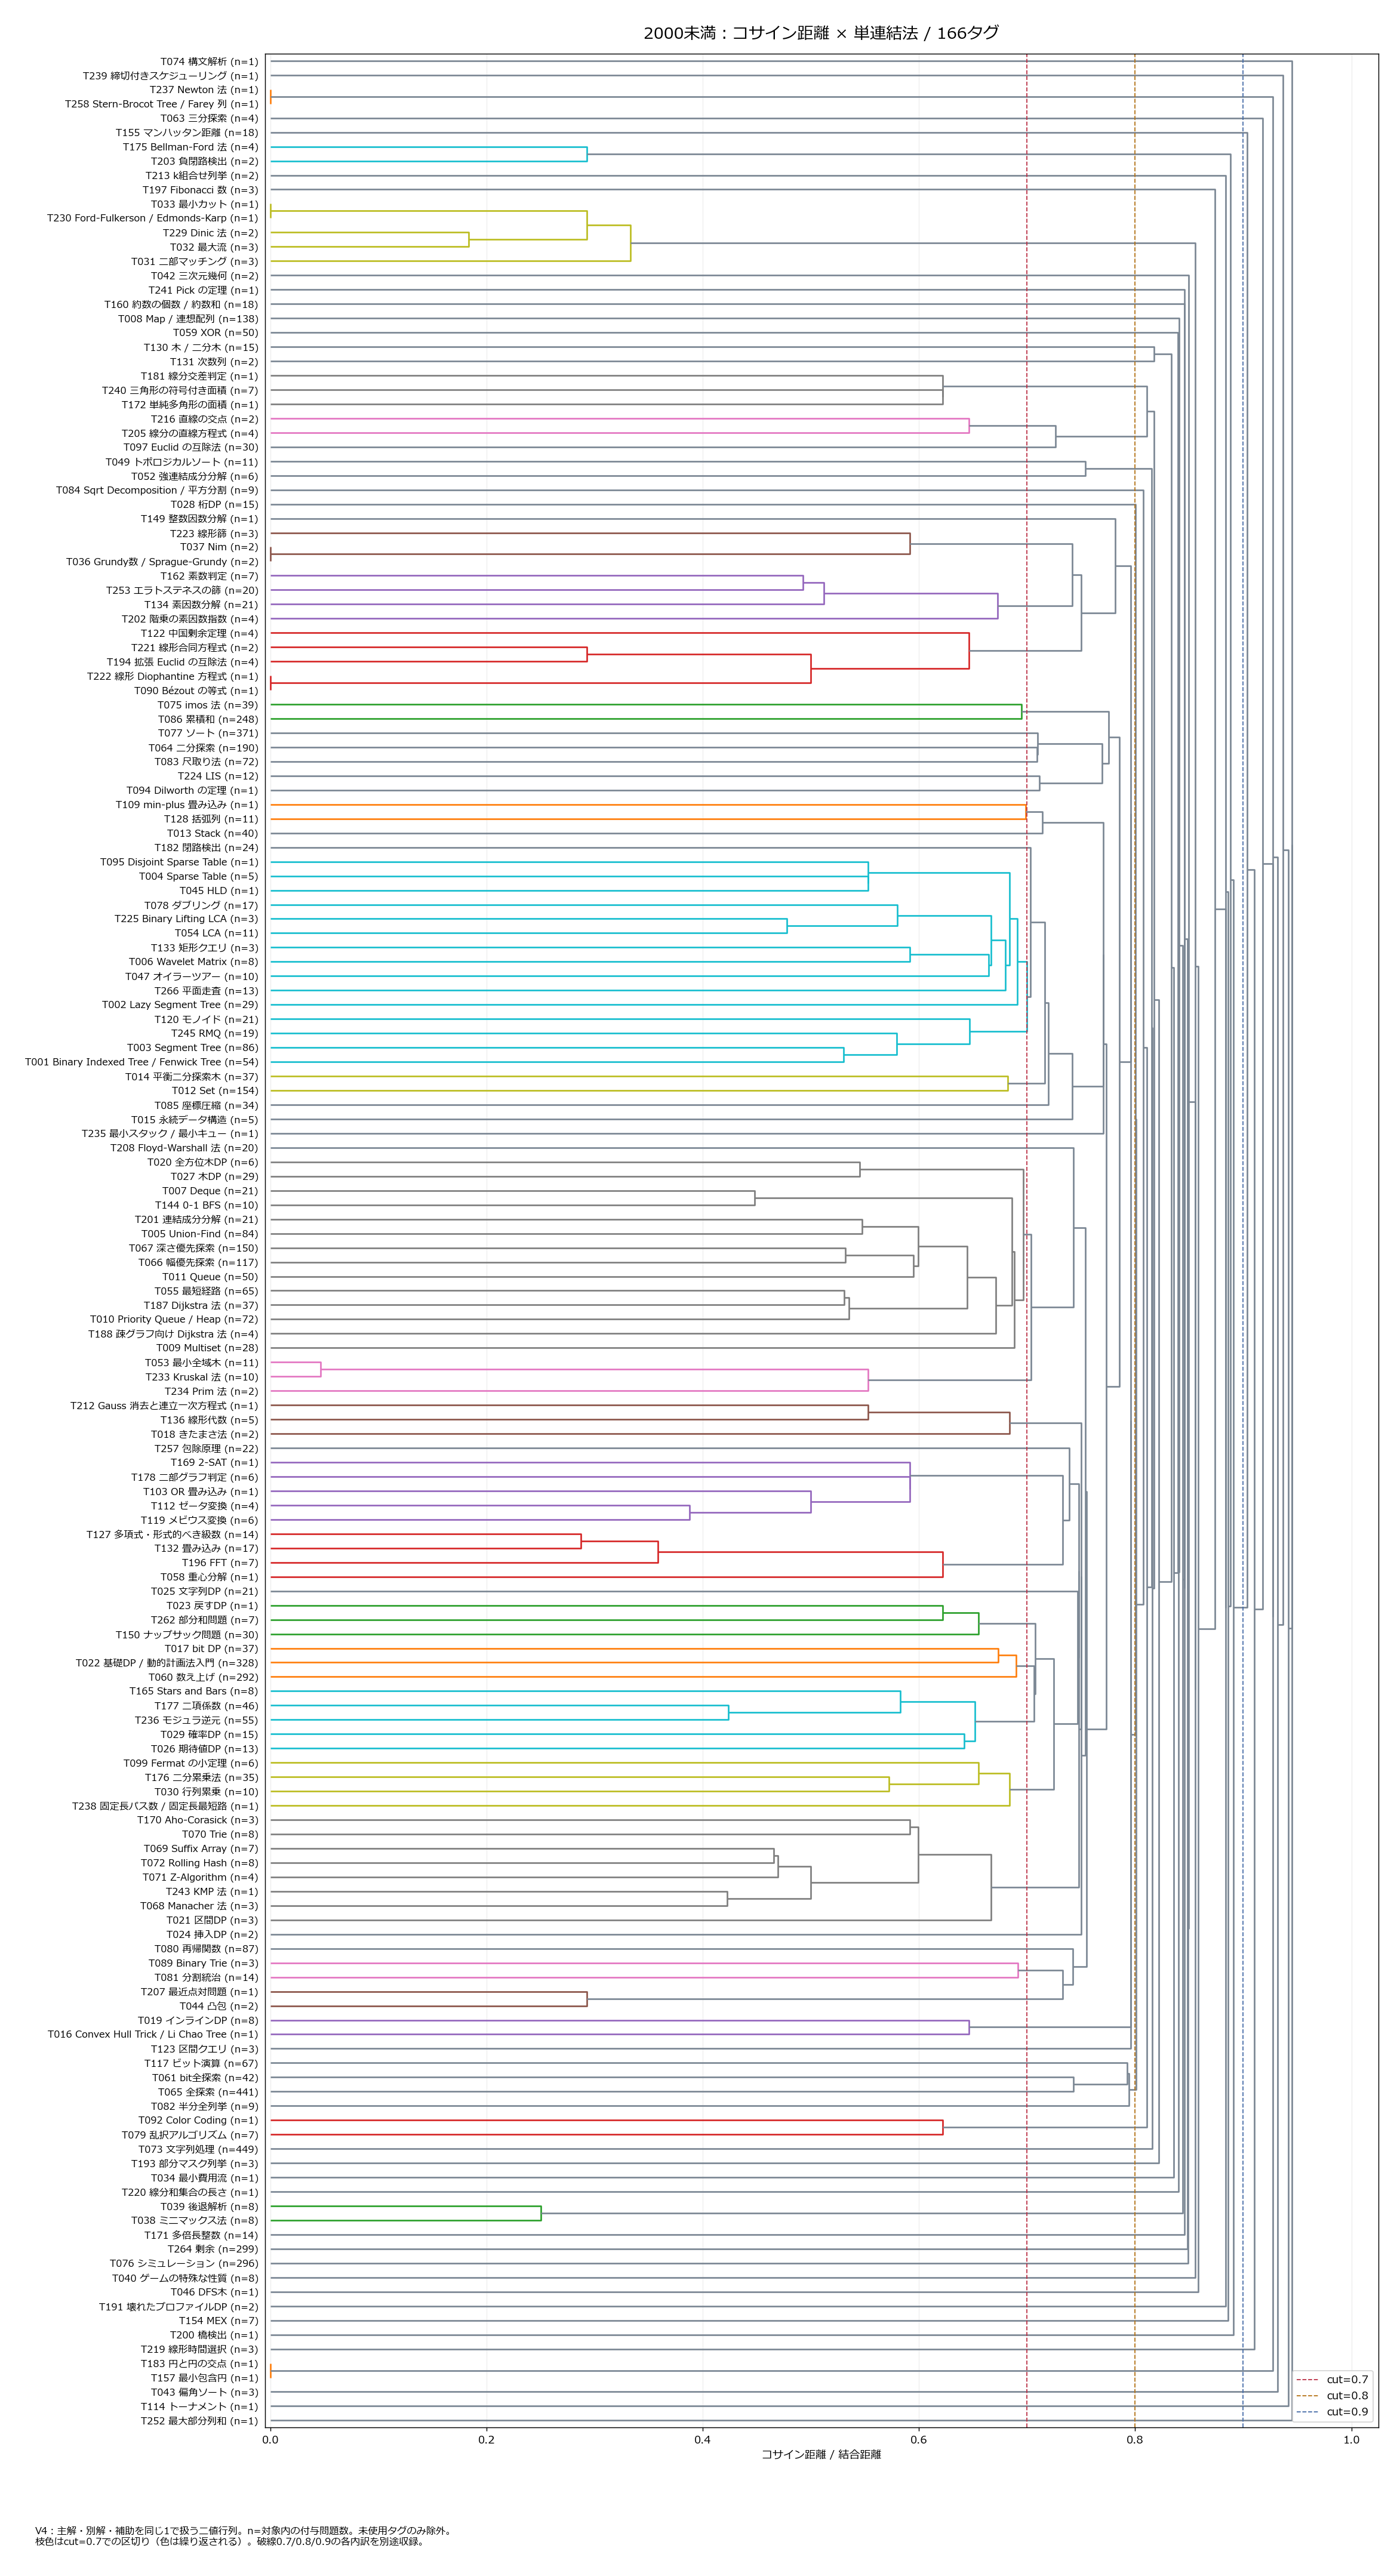 2000未満：コサイン距離 × 単連結法 / 166タグ
T074 構文解析 (n=1)
T239 締切付きスケジューリング (n=1)
T237 Newton 法 (n=1)
T258 Stern-Brocot Tree / Farey 列 (n=1)
T063 三分探索 (n=4)
T155 マンハッタン距離 (n=18)
T175 Bellman-Ford 法 (n=4)
T203 負閉路検出 (n=2)
T213 k組合せ列挙 (n=2)
T197 Fibonacci 数 (n=3)
T033 最小カット (n=1)
T230 Ford-Fulkerson / Edmonds-Karp (n=1)
T229 Dinic 法 (n=2)
T032 最大流 (n=3)
T031 二部マッチング (n=3)
T042 三次元幾何 (n=2)
T241 Pick の定理 (n=1)
T160 約数の個数 / 約数和 (n=18)
T008 Map / 連想配列 (n=138)
T059 XOR (n=50)
T130 木 / 二分木 (n=15)
T131 次数列 (n=2)
T181 線分交差判定 (n=1)
T240 三角形の符号付き面積 (n=7)
T172 単純多角形の面積 (n=1)
T216 直線の交点 (n=2)
T205 線分の直線方程式 (n=4)
T097 Euclid の互除法 (n=30)
T049 トポロジカルソート (n=11)
T052 強連結成分分解 (n=6)
T084 Sqrt Decomposition / 平方分割 (n=9)
T028 桁DP (n=15)
T149 整数因数分解 (n=1)
T223 線形篩 (n=3)
T037 Nim (n=2)
T036 Grundy数 / Sprague-Grundy (n=2)
T162 素数判定 (n=7)
T253 エラトステネスの篩 (n=20)
T134 素因数分解 (n=21)
T202 階乗の素因数指数 (n=4)
T122 中国剰余定理 (n=4)
T221 線形合同方程式 (n=2)
T194 拡張 Euclid の互除法 (n=4)
T222 線形 Diophantine 方程式 (n=1)
T090 Bézout の等式 (n=1)
T075 imos 法 (n=39)
T086 累積和 (n=248)
T077 ソート (n=371)
T064 二分探索 (n=190)
T083 尺取り法 (n=72)
T224 LIS (n=12)
T094 Dilworth の定理 (n=1)
T109 min-plus 畳み込み (n=1)
T128 括弧列 (n=11)
T013 Stack (n=40)
T182 閉路検出 (n=24)
T095 Disjoint Sparse Table (n=1)
T004 Sparse Table (n=5)
T045 HLD (n=1)
T078 ダブリング (n=17)
T225 Binary Lifting LCA (n=3)
T054 LCA (n=11)
T133 矩形クエリ (n=3)
T006 Wavelet Matrix (n=8)
T047 オイラーツアー (n=10)
T266 平面走査 (n=13)
T002 Lazy Segment Tree (n=29)
T120 モノイド (n=21)
T245 RMQ (n=19)
T003 Segment Tree (n=86)
T001 Binary Indexed Tree / Fenwick Tree (n=54)
T014 平衡二分探索木 (n=37)
T012 Set (n=154)
T085 座標圧縮 (n=34)
T015 永続データ構造 (n=5)
T235 最小スタック / 最小キュー (n=1)
T208 Floyd-Warshall 法 (n=20)
T020 全方位木DP (n=6)
T027 木DP (n=29)
T007 Deque (n=21)
T144 0-1 BFS (n=10)
T201 連結成分分解 (n=21)
T005 Union-Find (n=84)
T067 深さ優先探索 (n=150)
T066 幅優先探索 (n=117)
T011 Queue (n=50)
T055 最短経路 (n=65)
T187 Dijkstra 法 (n=37)
T010 Priority Queue / Heap (n=72)
T188 疎グラフ向け Dijkstra 法 (n=4)
T009 Multiset (n=28)
T053 最小全域木 (n=11)
T233 Kruskal 法 (n=10)
T234 Prim 法 (n=2)
T212 Gauss 消去と連立一次方程式 (n=1)
T136 線形代数 (n=5)
T018 きたまさ法 (n=2)
T257 包除原理 (n=22)
T169 2-SAT (n=1)
T178 二部グラフ判定 (n=6)
T103 OR 畳み込み (n=1)
T112 ゼータ変換 (n=4)
T119 メビウス変換 (n=6)
T127 多項式・形式的べき級数 (n=14)
T132 畳み込み (n=17)
T196 FFT (n=7)
T058 重心分解 (n=1)
T025 文字列DP (n=21)
T023 戻すDP (n=1)
T262 部分和問題 (n=7)
T150 ナップサック問題 (n=30)
T017 bit DP (n=37)
T022 基礎DP / 動的計画法入門 (n=328)
T060 数え上げ (n=292)
T165 Stars and Bars (n=8)
T177 二項係数 (n=46)
T236 モジュラ逆元 (n=55)
T029 確率DP (n=15)
T026 期待値DP (n=13)
T099 Fermat の小定理 (n=6)
T176 二分累乗法 (n=35)
T030 行列累乗 (n=10)
T238 固定長パス数 / 固定長最短路 (n=1)
T170 Aho-Corasick (n=3)
T070 Trie (n=8)
T069 Suffix Array (n=7)
T072 Rolling Hash (n=8)
T071 Z-Algorithm (n=4)
T243 KMP 法 (n=1)
T068 Manacher 法 (n=3)
T021 区間DP (n=3)
T024 挿入DP (n=2)
T080 再帰関数 (n=87)
T089 Binary Trie (n=3)
T081 分割統治 (n=14)
T207 最近点対問題 (n=1)
T044 凸包 (n=2)
T019 インラインDP (n=8)
T016 Convex Hull Trick / Li Chao Tree (n=1)
T123 区間クエリ (n=3)
T117 ビット演算 (n=67)
T061 bit全探索 (n=42)
T065 全探索 (n=441)
T082 半分全列挙 (n=9)
T092 Color Coding (n=1)
T079 乱択アルゴリズム (n=7)
T073 文字列処理 (n=449)
T193 部分マスク列挙 (n=3)
T034 最小費用流 (n=1)
T220 線分和集合の長さ (n=1)
T039 後退解析 (n=8)
T038 ミニマックス法 (n=8)
T171 多倍長整数 (n=14)
T264 剰余 (n=299)
T076 シミュレーション (n=296)
T040 ゲームの特殊な性質 (n=8)
T046 DFS木 (n=1)
T191 壊れたプロファイルDP (n=2)
T154 MEX (n=7)
T200 橋検出 (n=1)
T219 線形時間選択 (n=3)
T183 円と円の交点 (n=1)
T157 最小包含円 (n=1)
T043 偏角ソート (n=3)
T114 トーナメント (n=1)
T252 最大部分列和 (n=1)
cut=0.7
cut=0.8
cut=0.9
0.0 0.2 0.4 0.6 0.8 1.0
コサイン距離 / 結合距離
V4：主解・別解・補助を同じ1で扱う二値行列。n=対象内の付与問題数。未使用タグのみ除外。
枝色はcut=0.7での区切り（色は繰り返される）。破線0.7/0.8/0.9の各内訳を別途収録。